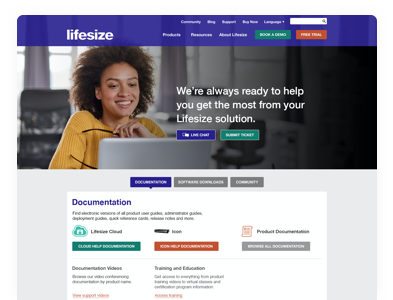 Community Blog Support Buy Now Language ▾
lifesize
Products Resources About Lifesize BOOK A DEMO FREE TRIAL
We're always ready to help
you get the most from your
Lifesize solution.
LIVE CHAT SUBMIT TICKET
DOCUMENTATION SOFTWARE DOWNLOADS COMMUNITY
Documentation
Find electronic versions of all product user guides, administrator guides,
deployment guides, quick reference cards, release notes and more.
Lifesize Cloud Icon Product Documentation
CLOUD HELP DOCUMENTATION ICON HELP DOCUMENTATION BROWSE ALL DOCUMENTATION
Documentation Videos Training and Education
Browse our video conferencing Get access to everything from product
documentation by product name training videos to virtual classes and
certification program information
View support videos Access training